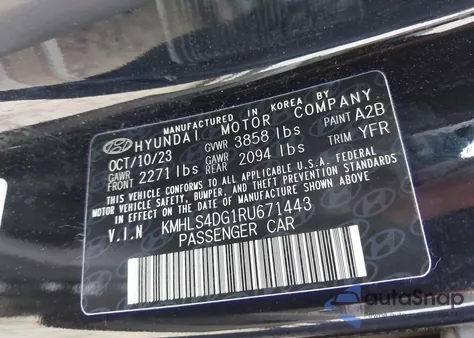 MANUFACTURED IN KOREA BY
HYUNDAI MOTOR COMPANY
OCT/10/23 GVWR 3858 lbs PAINT A2B
GAWR FRONT 2271 lbs GAWR REAR 2094 lbs TRIM YFR
THIS VEHICLE CONFORMS TO ALL APPLICABLE U.S.A. FEDERAL
MOTOR VEHICLE SAFETY, BUMPER, AND THEFT PREVENTION STANDARDS
IN EFFECT ON THE DATE OF MANUFACTURE SHOWN ABOVE.
V.I.N KMHLS4DG1RU671443
PASSENGER CAR
autoSnap